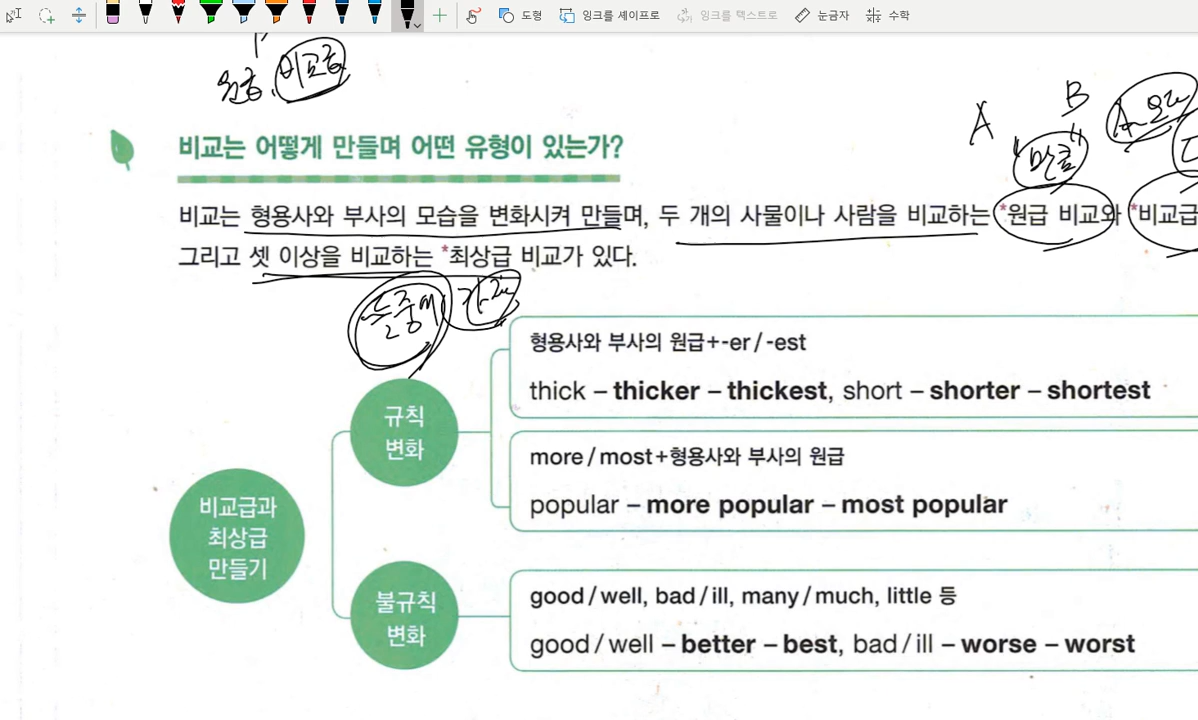 도형 잉크를 셰이프로 잉크를 텍스트로 눈금자 수학
원급, 비교급
A B
"만큼"
비교는 어떻게 만들며 어떤 유형이 있는가?
비교는 형용사와 부사의 모습을 변화시켜 만들며, 두 개의 사물이나 사람을 비교하는 *원급 비교와 *비교급
그리고 셋 이상을 비교하는 *최상급 비교가 있다.
들중에
형용사와 부사의 원급+-er / -est
thick – thicker – thickest, short – shorter – shortest
규칙
변화
more / most+형용사와 부사의 원급
popular – more popular – most popular
비교급과
최상급
만들기
불규칙
변화
good / well, bad / ill, many / much, little 등
good / well – better – best, bad / ill – worse – worst